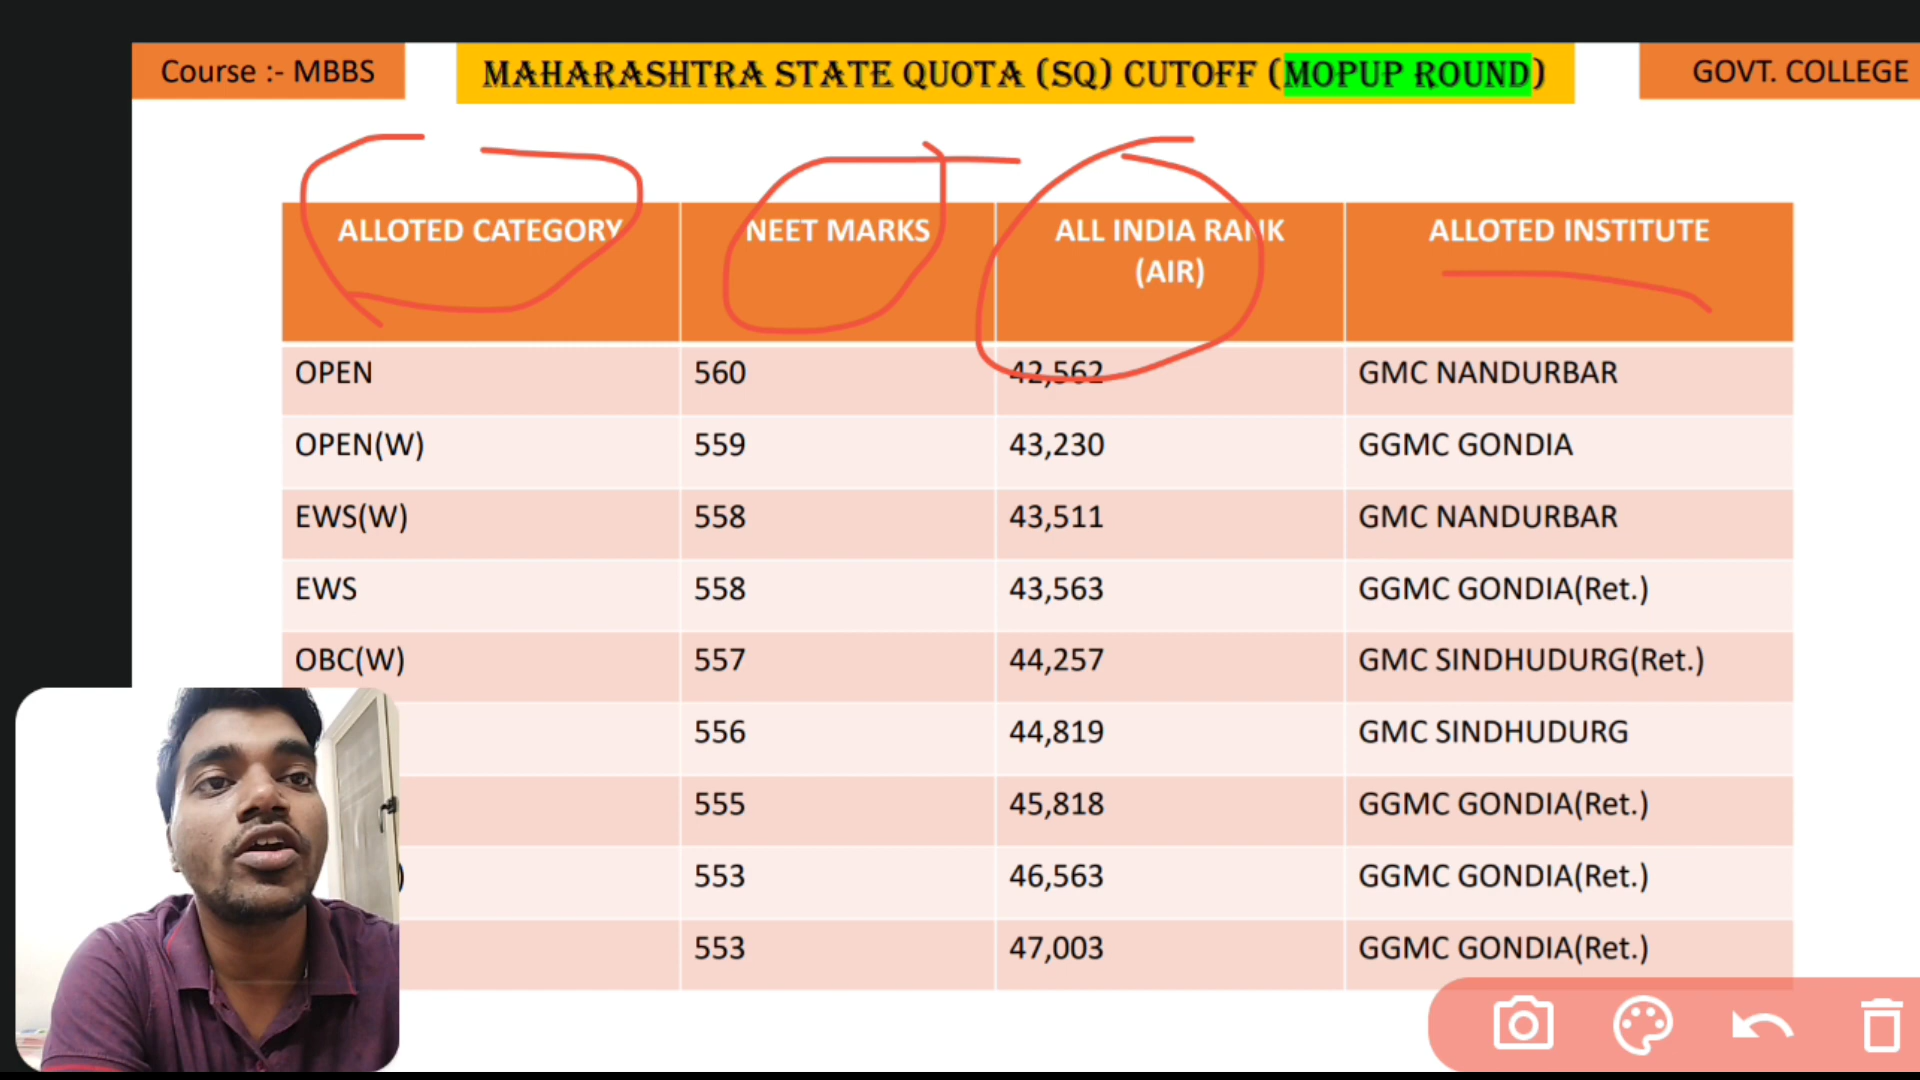 Course :- MBBS
MAHARASHTRA STATE QUOTA (SQ) CUTOFF (MOPUP ROUND)
GOVT. COLLEGE
ALLOTED CATEGORY NEET MARKS ALL INDIA RANK (AIR) ALLOTED INSTITUTE
OPEN 560 42,562 GMC NANDURBAR
OPEN(W) 559 43,230 GGMC GONDIA
EWS(W) 558 43,511 GMC NANDURBAR
EWS 558 43,563 GGMC GONDIA(Ret.)
OBC(W) 557 44,257 GMC SINDHUDURG(Ret.)
556 44,819 GMC SINDHUDURG
555 45,818 GGMC GONDIA(Ret.)
) 553 46,563 GGMC GONDIA(Ret.)
553 47,003 GGMC GONDIA(Ret.)